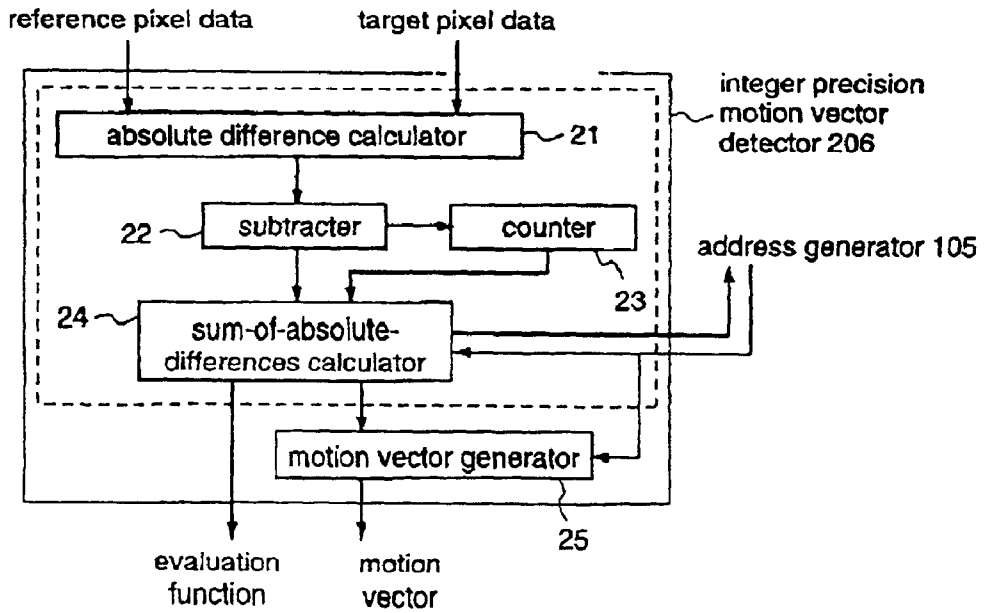 reference pixel data
target pixel data
integer precision
motion vector
detector 206
absolute difference calculator
21
22
subtracter
counter
address generator 105
23
24
sum-of-absolute-
differences calculator
motion vector generator
25
evaluation
function
motion
vector